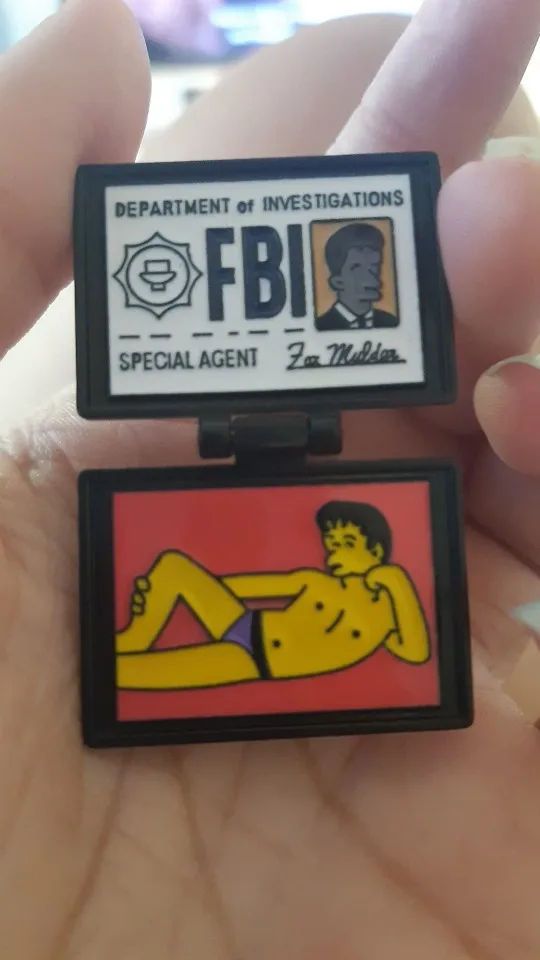 DEPARTMENT of INVESTIGATIONS
FBI
SPECIAL AGENT Fox Mulder